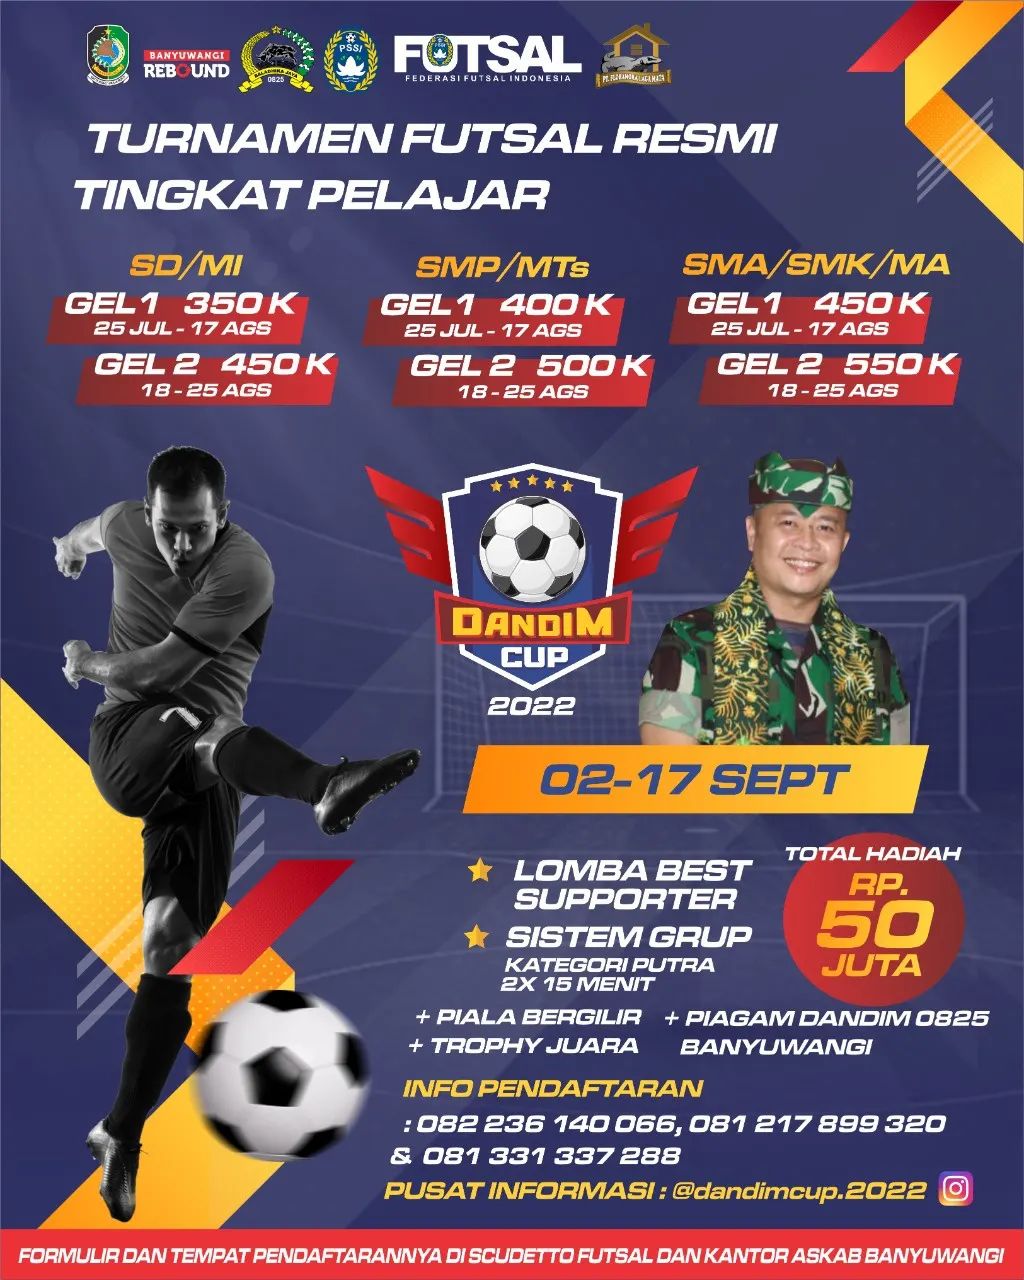 BANYUWANGI
REBOUND
0825
PSSI
FUTSAL
FEDERASI FUTSAL INDONESIA
TURNAMEN FUTSAL RESMI
TINGKAT PELAJAR
SD/MI
GEL 1 350 K
25 JUL - 17 AGS
GEL 2 450 K
18 - 25 AGS
SMP/MTs
GEL 1 400 K
25 JUL - 17 AGS
GEL 2 500 K
18 - 25 AGS
SMA/SMK/MA
GEL 1 450 K
25 JUL - 17 AGS
GEL 2 550 K
18 - 25 AGS
DANDIM
CUP
2022
02-17 SEPT
LOMBA BEST
SUPPORTER
SISTEM GRUP
KATEGORI PUTRA
2X 15 MENIT
TOTAL HADIAH
RP.
50
JUTA
+ PIALA BERGILIR
+ TROPHY JUARA
+ PIAGAM DANDIM 0825
BANYUWANGI
INFO PENDAFTARAN
: 082 236 140 066, 081 217 899 320
& 081 331 337 288
PUSAT INFORMASI : @dandimcup.2022
FORMULIR DAN TEMPAT PENDAFTARANNYA DI SCUDETTO FUTSAL DAN KANTOR ASKAB BANYUWANGI